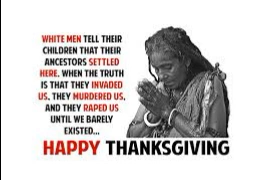 WHITE MEN TELL THEIR
CHILDREN THAT THEIR
ANCESTORS SETTLED
HERE. WHEN THE TRUTH
IS THAT THEY INVADED
US, THEY MURDERED US,
AND THEY RAPED US
UNTIL WE BARELY
EXISTED...
HAPPY THANKSGIVING